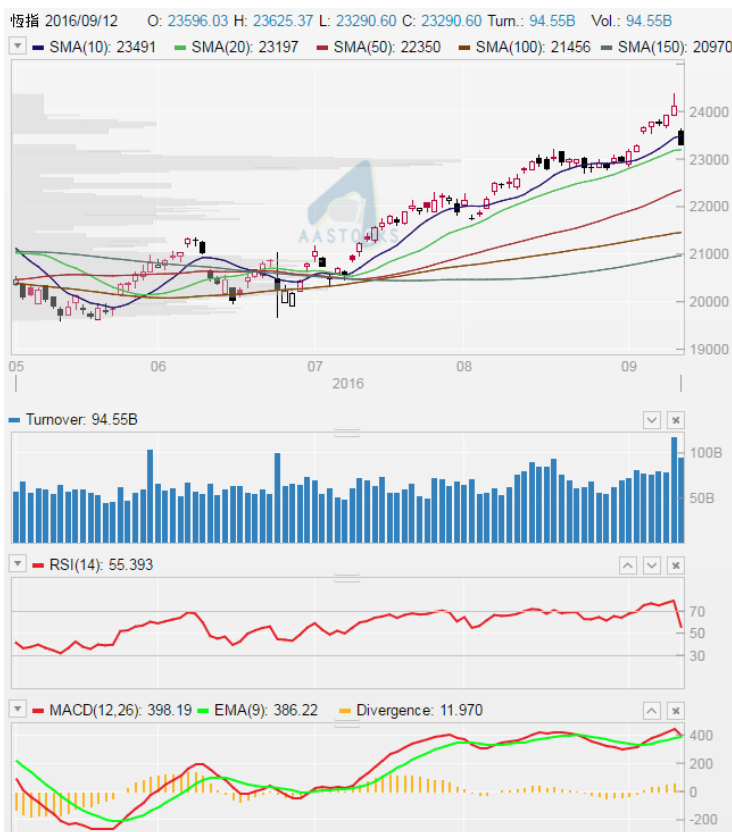 恆指 2016/09/12 O: 23596.03 H: 23625.37 L: 23290.60 C: 23290.60 Turn.: 94.55B Vol.: 94.55B
SMA(10): 23491 SMA(20): 23197 SMA(50): 22350 SMA(100): 21456 SMA(150): 20970
24000
23000
22000
AASTOCKS
21000
20000
19000
05 06 07 08 09
2016
Turnover: 94.55B
100B
50B
RSI(14): 55.393
70
50
30
MACD(12,26): 398.19 EMA(9): 386.22 Divergence: 11.970
400
200
0
-200